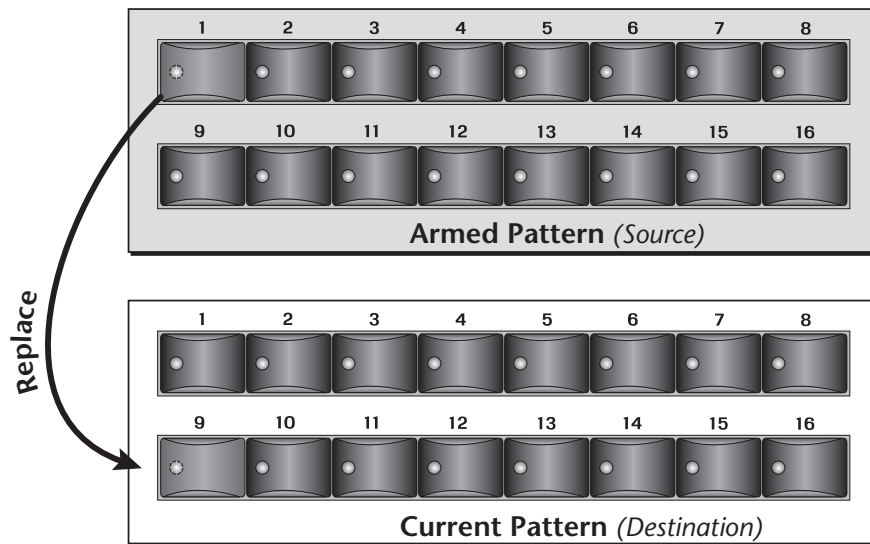 1 2 3 4 5 6 7 8
9 10 11 12 13 14 15 16
Armed Pattern (Source)
Replace
1 2 3 4 5 6 7 8
9 10 11 12 13 14 15 16
Current Pattern (Destination)